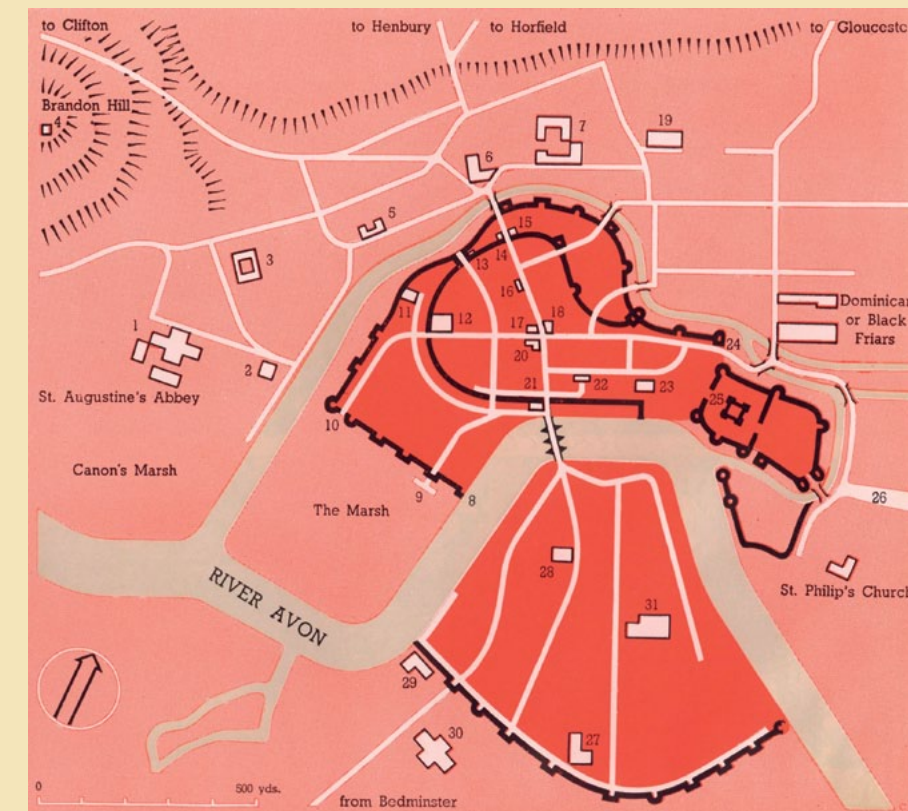 to Clifton
to Henbury
to Horfield
to Gloucester
Brandon Hill
4
7
19
6
5
15
14
3
13
16
11
12
17
18
1
Dominican
or Black
Friars
24
20
2
22
23
21
25
St. Augustine's Abbey
10
Canon's Marsh
9
8
26
The Marsh
28
St. Philip's Church
RIVER AVON
31
29
30
27
0
500 yds.
from Bedminster